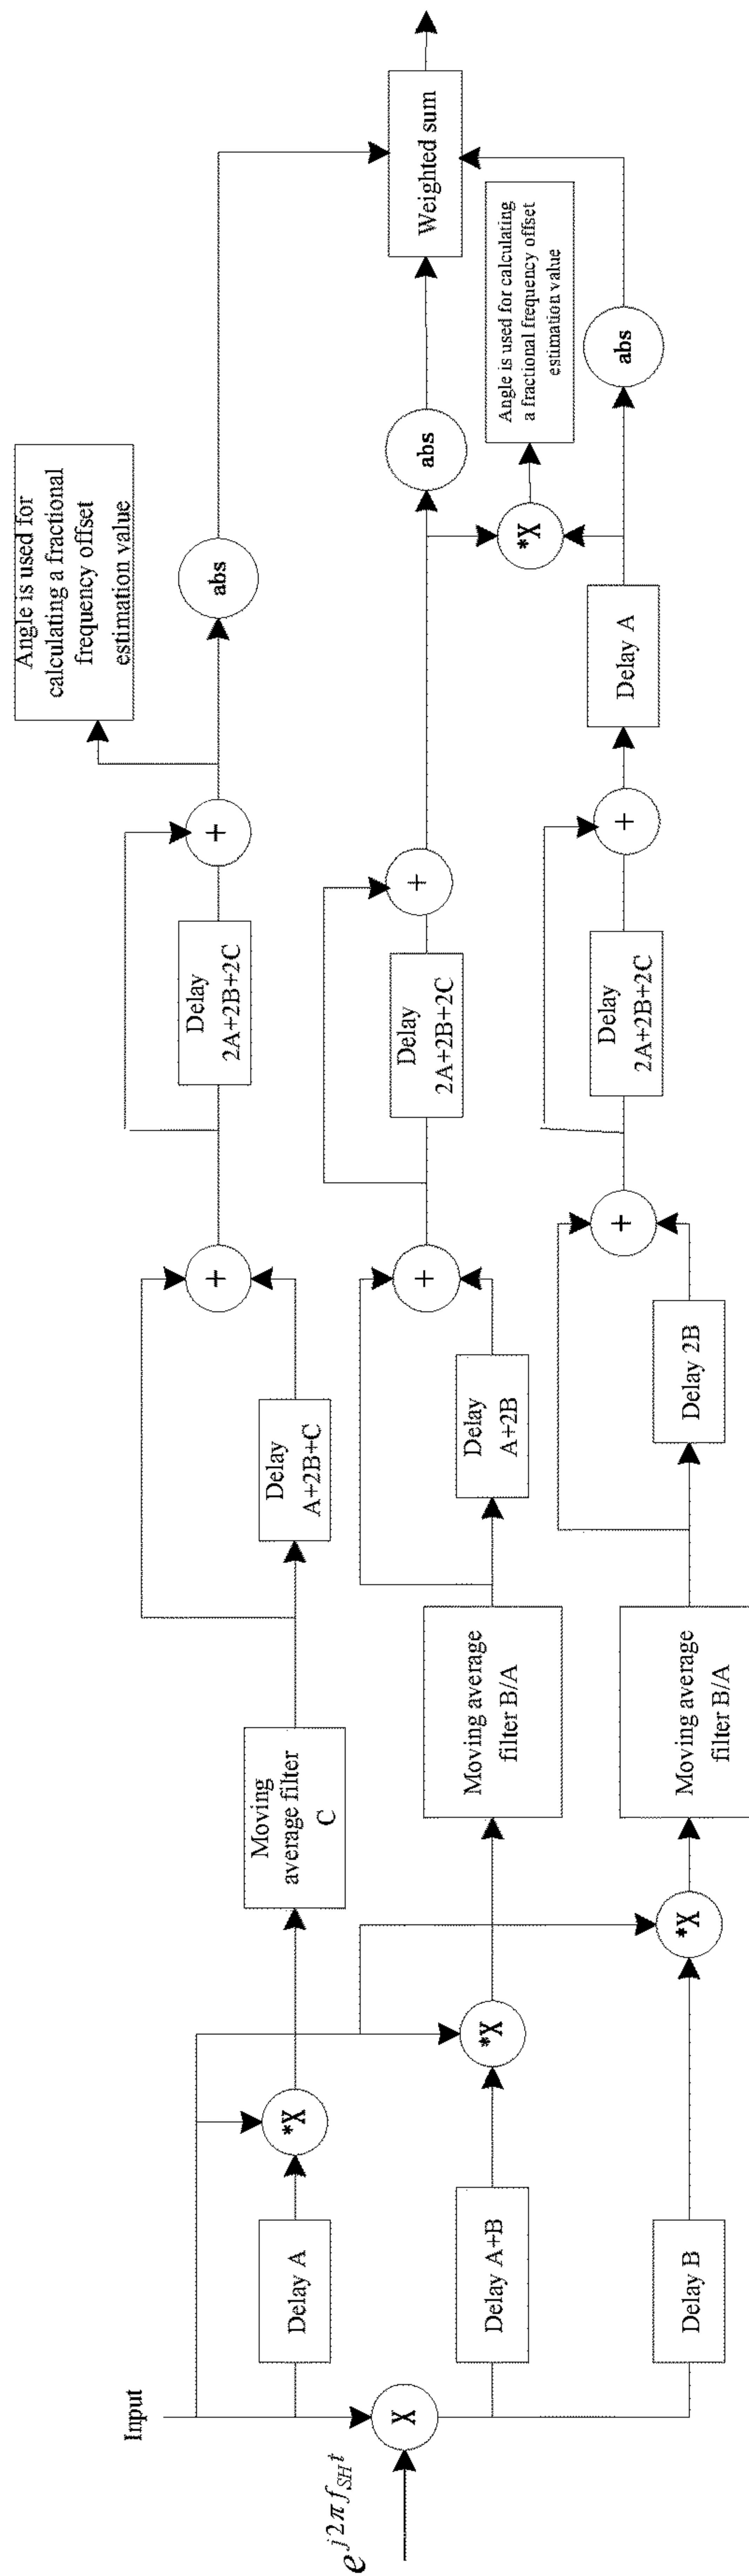 Input
e^{j2πf_{SH}t}
X
Delay A
*X
Moving
average filter
C
Delay
A+2B+C
+
Delay
2A+2B+2C
+
Angle is used for
calculating a fractional
frequency offset
estimation value
abs
Delay A+B
*X
Moving average
filter B/A
Delay
A+2B
+
Delay
2A+2B+2C
+
abs
Weighted sum
Delay B
*X
Moving average
filter B/A
Delay 2B
+
Delay
2A+2B+2C
+
Delay A
*X
Angle is used for calculating
a fractional frequency offset
estimation value
abs